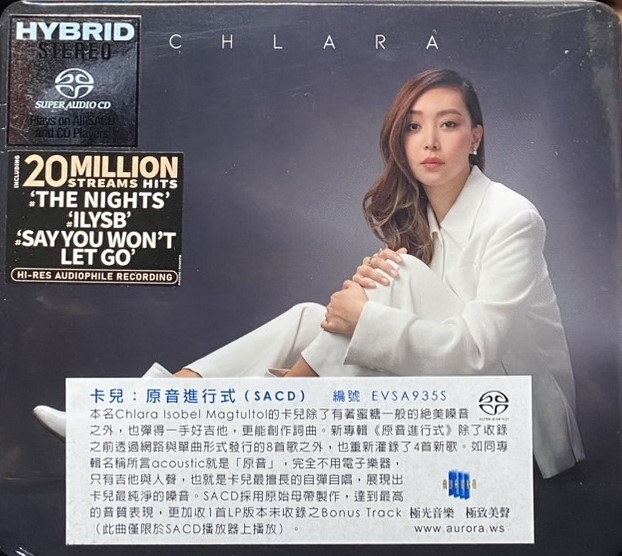 CHLARA
HYBRID
STEREO
SUPER AUDIO CD
Plays on All SACD
and CD Players
INCLUDING
20 MILLION
STREAMS HITS
'THE NIGHTS'
'ILYSB'
'SAY YOU WON'T
LET GO'
HI-RES AUDIOPHILE RECORDING
卡兒：原音進行式（SACD） 編號 EVSA935S
SUPER AUDIO CD
本名Chlara Isobel Magtultol的卡兒除了有著蜜糖一般的絕美嗓音
之外，也彈得一手好吉他，更能創作詞曲。新專輯《原音進行式》除了收錄
之前透過網路與單曲形式發行的8首歌之外，也重新灌錄了4首新歌。如同專
輯名稱所言acoustic就是「原音」，完全不用電子樂器，
只有吉他與人聲，也就是卡兒最擅長的自彈自唱，展現出
卡兒最純淨的嗓音。SACD採用原始母帶製作，達到最高
的音質表現，更加收1首LP版本未收錄之Bonus Track
（此曲僅限於SACD播放器上播放）。
極光音樂 極致美聲
www.aurora.ws